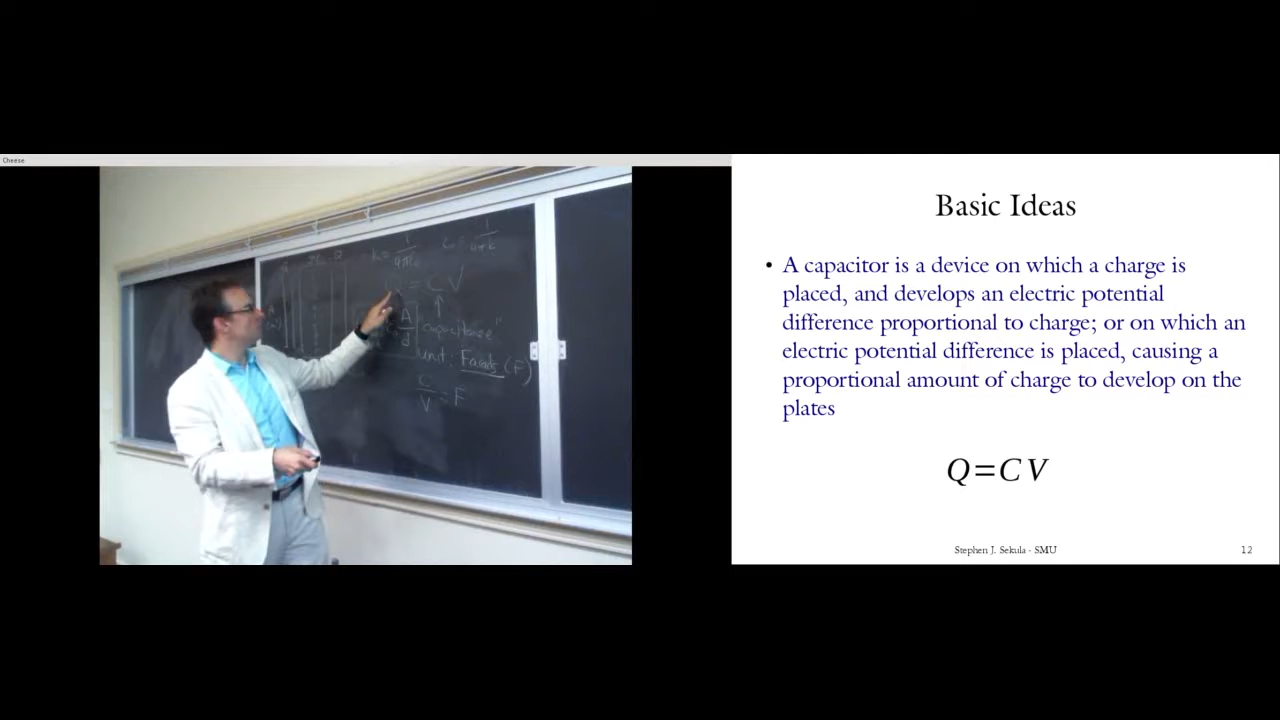 Cheese
= C V
A
d
"capacitance"
unit: Farads (F)
C
V
= F
Basic Ideas
• A capacitor is a device on which a charge is
placed, and develops an electric potential
difference proportional to charge; or on which an
electric potential difference is placed, causing a
proportional amount of charge to develop on the
plates
Q=CV
Stephen J. Sekula - SMU
12